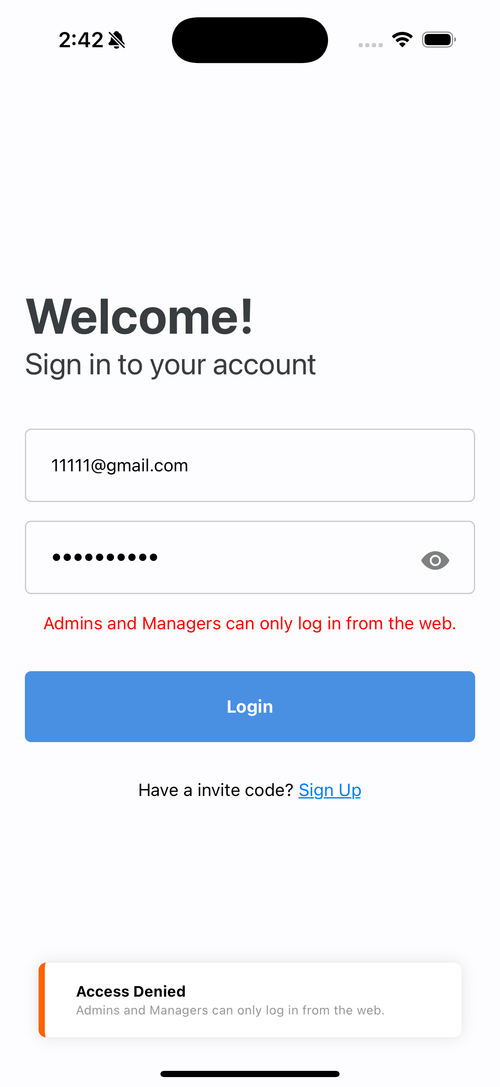 2:42
Welcome!
Sign in to your account
11111@gmail.com
••••••••••
Admins and Managers can only log in from the web.
Login
Have a invite code? Sign Up
Access Denied
Admins and Managers can only log in from the web.